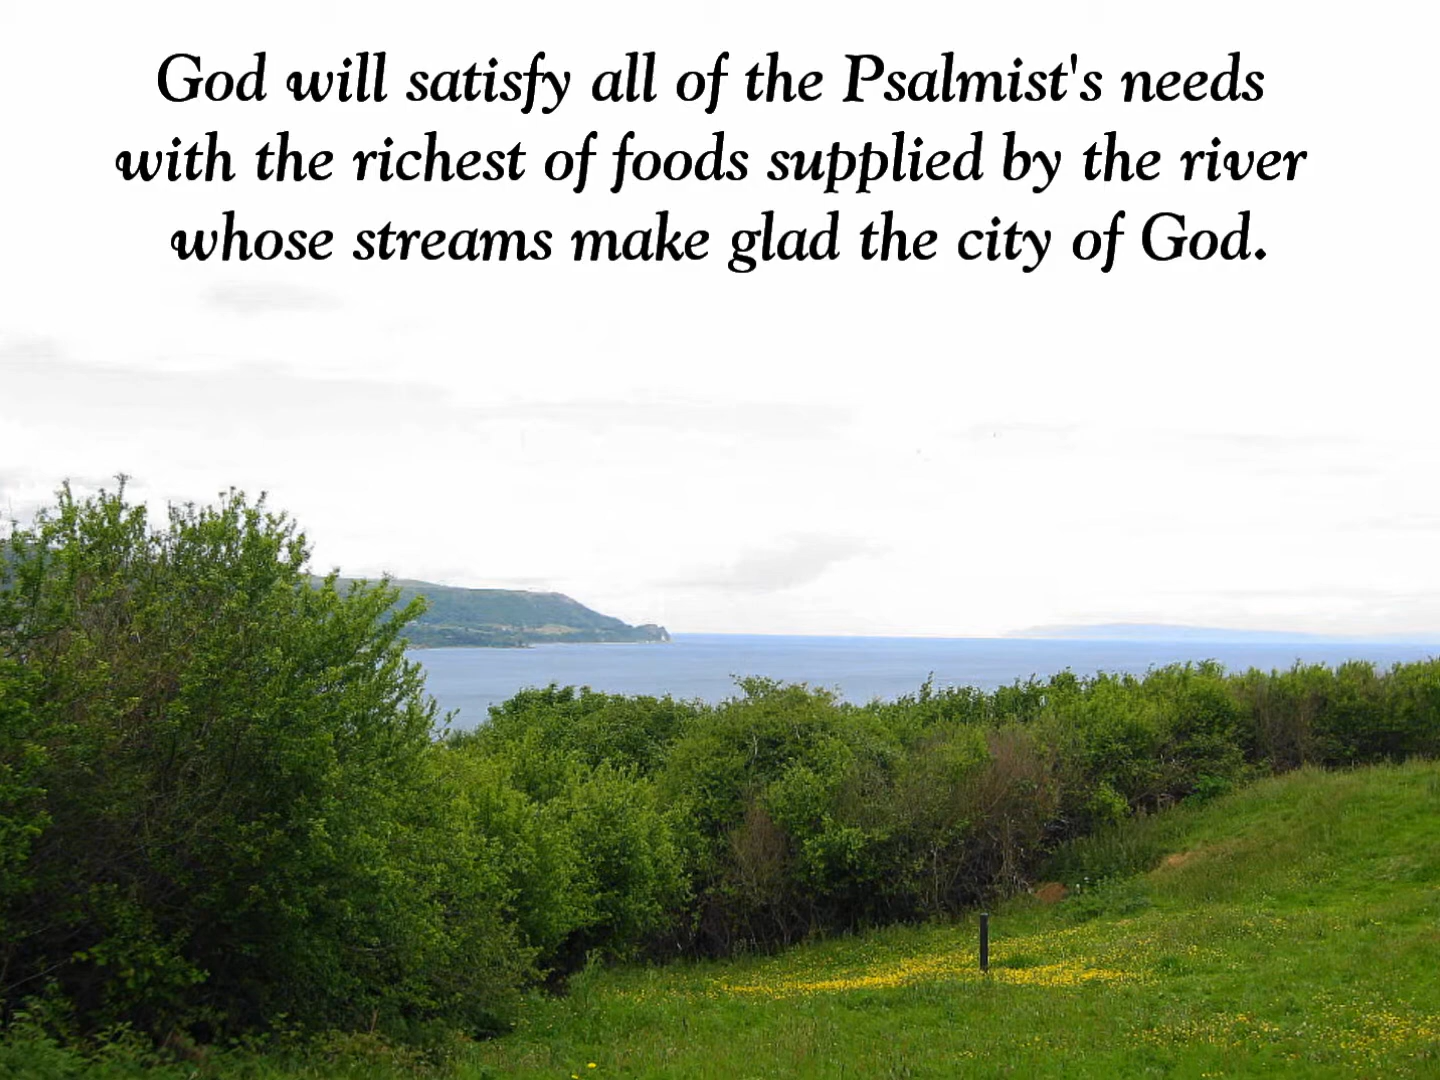 God will satisfy all of the Psalmist's needs
with the richest of foods supplied by the river
whose streams make glad the city of God.